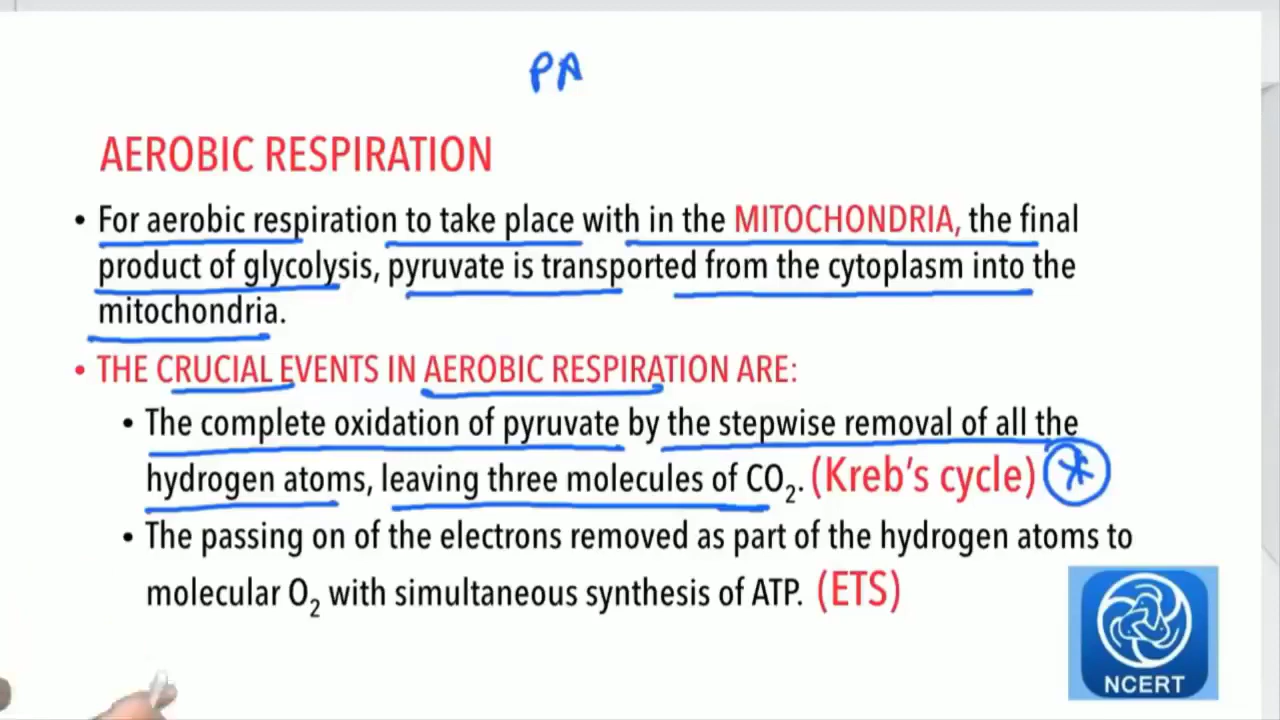 PA
AEROBIC RESPIRATION
• For aerobic respiration to take place with in the MITOCHONDRIA, the final
product of glycolysis, pyruvate is transported from the cytoplasm into the
mitochondria.
• THE CRUCIAL EVENTS IN AEROBIC RESPIRATION ARE:
• The complete oxidation of pyruvate by the stepwise removal of all the
hydrogen atoms, leaving three molecules of CO₂. (Kreb's cycle) *
• The passing on of the electrons removed as part of the hydrogen atoms to
molecular O₂ with simultaneous synthesis of ATP. (ETS)
NCERT